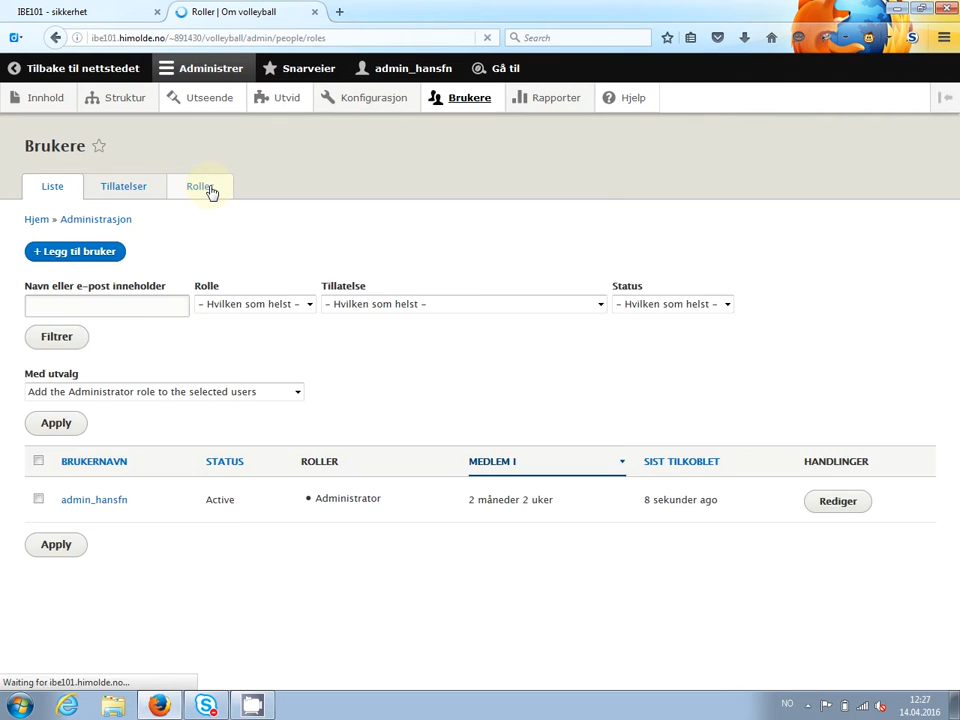 IBE101 - sikkerhet
Roller | Om volleyball
ibe101.himolde.no/~891430/volleyball/admin/people/roles
Search
Tilbake til nettstedet
Administrer
Snarveier
admin_hansfn
Gå til
Innhold
Struktur
Utseende
Utvid
Konfigurasjon
Brukere
Rapporter
Hjelp
Brukere
Liste
Tillatelser
Roller
Hjem » Administrasjon
+ Legg til bruker
Navn eller e-post inneholder
Rolle
Tillatelse
Status
- Hvilken som helst -
- Hvilken som helst -
- Hvilken som helst -
Filtrer
Med utvalg
Add the Administrator role to the selected users
Apply
BRUKERNAVN
STATUS
ROLLER
MEDLEM I
SIST TILKOBLET
HANDLINGER
admin_hansfn
Active
• Administrator
2 måneder 2 uker
8 sekunder ago
Rediger
Apply
Waiting for ibe101.himolde.no...
NO
12:27
14.04.2016